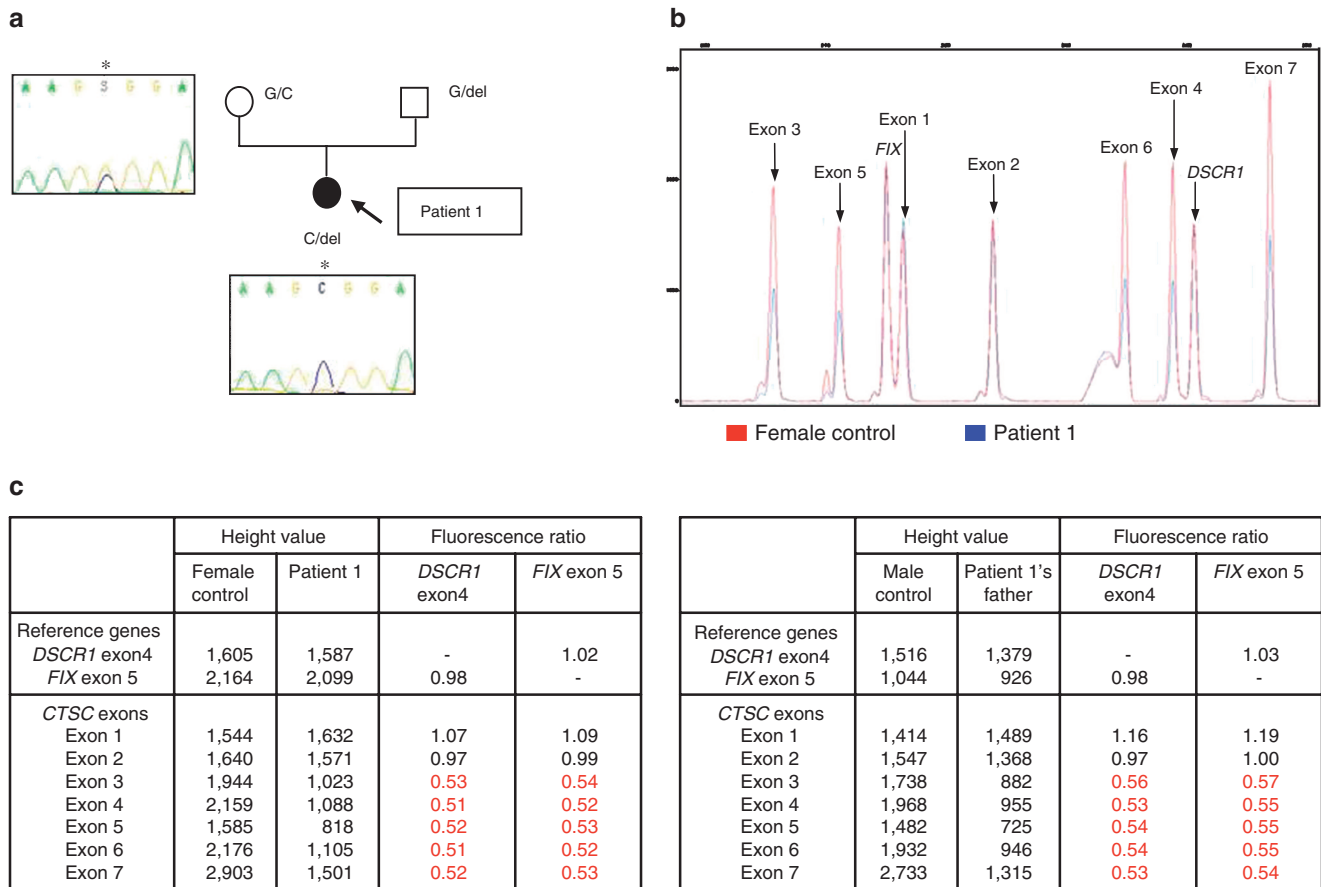 a
*
A A G S G G A
G/C
G/del
Patient 1
C/del
*
A A G C G G A
b
Exon 3
Exon 5
FIX
Exon 1
Exon 2
Exon 6
Exon 4
DSCR1
Exon 7
Female control
Patient 1
c
Height value Fluorescence ratio
Female control Patient 1 DSCR1 exon4 FIX exon 5
Reference genes
DSCR1 exon4 1,605 1,587 - 1.02
FIX exon 5 2,164 2,099 0.98 -
CTSC exons
Exon 1 1,544 1,632 1.07 1.09
Exon 2 1,640 1,571 0.97 0.99
Exon 3 1,944 1,023 0.53 0.54
Exon 4 2,159 1,088 0.51 0.52
Exon 5 1,585 818 0.52 0.53
Exon 6 2,176 1,105 0.51 0.52
Exon 7 2,903 1,501 0.52 0.53
Height value Fluorescence ratio
Male control Patient 1's father DSCR1 exon4 FIX exon 5
Reference genes
DSCR1 exon4 1,516 1,379 - 1.03
FIX exon 5 1,044 926 0.98 -
CTSC exons
Exon 1 1,414 1,489 1.16 1.19
Exon 2 1,547 1,368 0.97 1.00
Exon 3 1,738 882 0.56 0.57
Exon 4 1,968 955 0.53 0.55
Exon 5 1,482 725 0.54 0.55
Exon 6 1,932 946 0.54 0.55
Exon 7 2,733 1,315 0.53 0.54